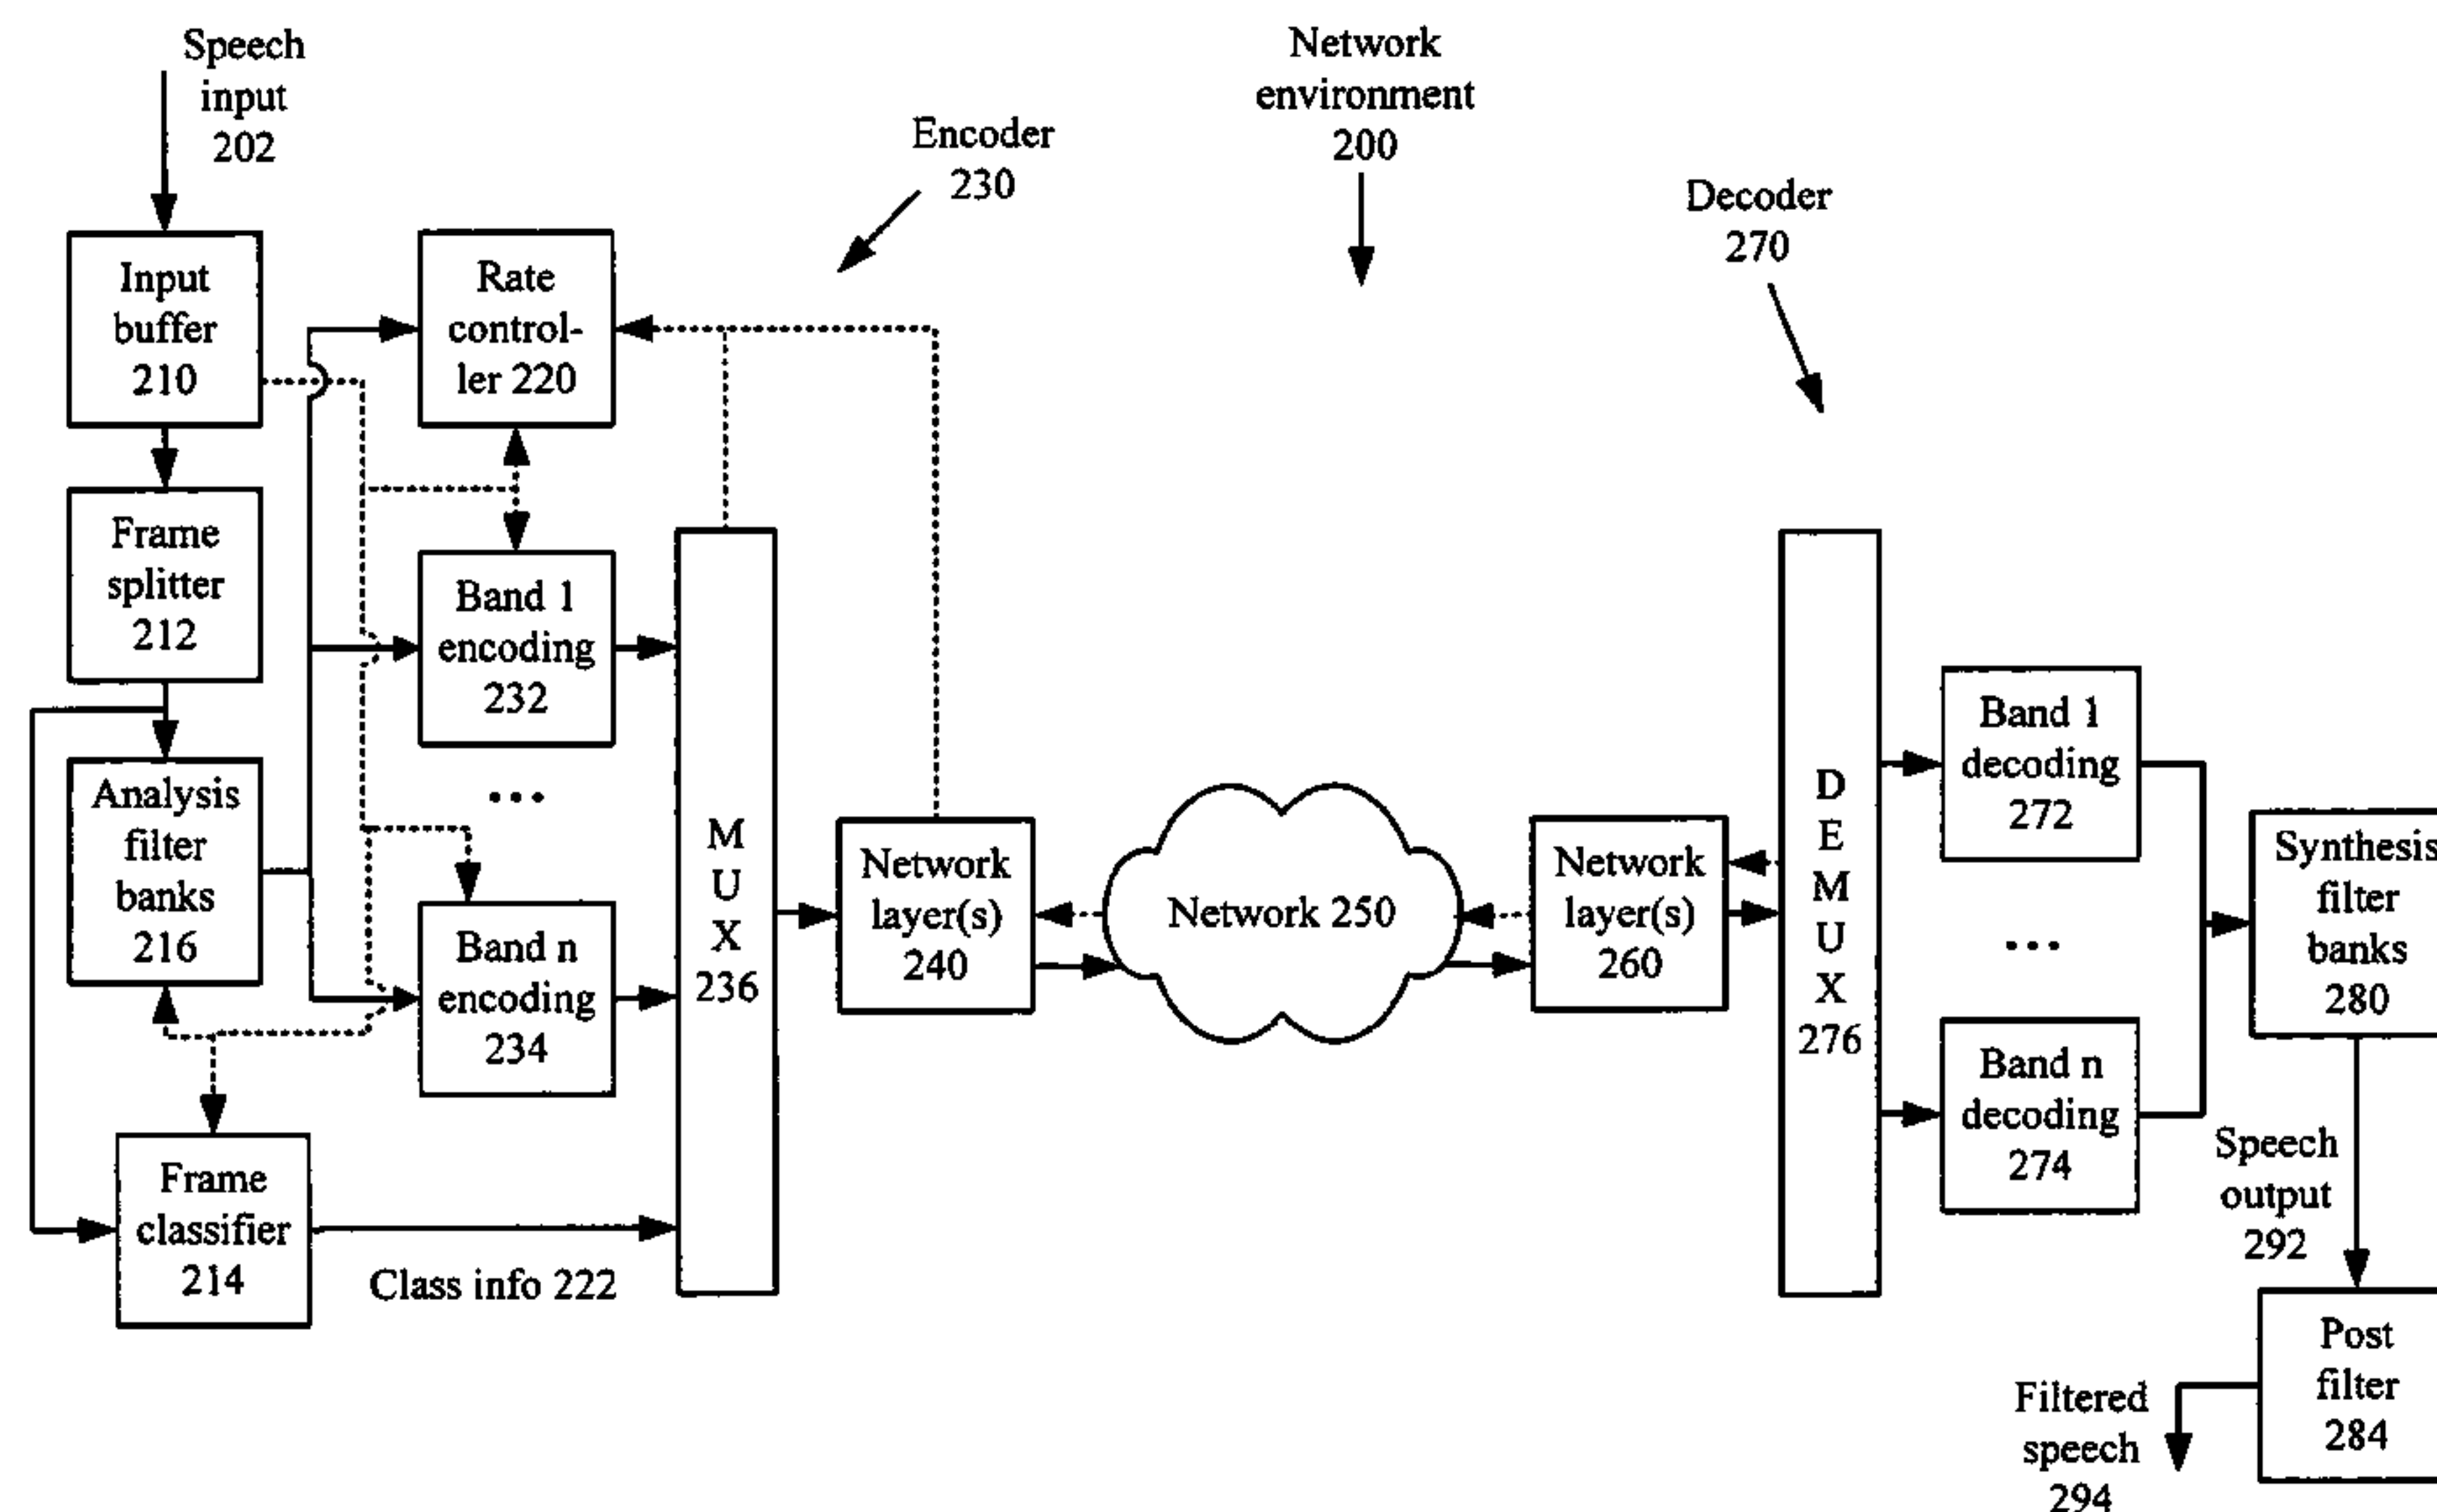 Speech
input
202
Network
environment
200
Encoder
230
Decoder
270
Input
buffer
210
Rate
control-
ler 220
Frame
splitter
212
Band 1
encoding
232
Analysis
filter
banks
216
...
Band n
encoding
234
Frame
classifier
214
Class info 222
M
U
X
236
Network
layer(s)
240
Network 250
Network
layer(s)
260
D
E
M
U
X
276
Band 1
decoding
272
...
Band n
decoding
274
Synthesis
filter
banks
280
Speech
output
292
Post
filter
284
Filtered
speech
294